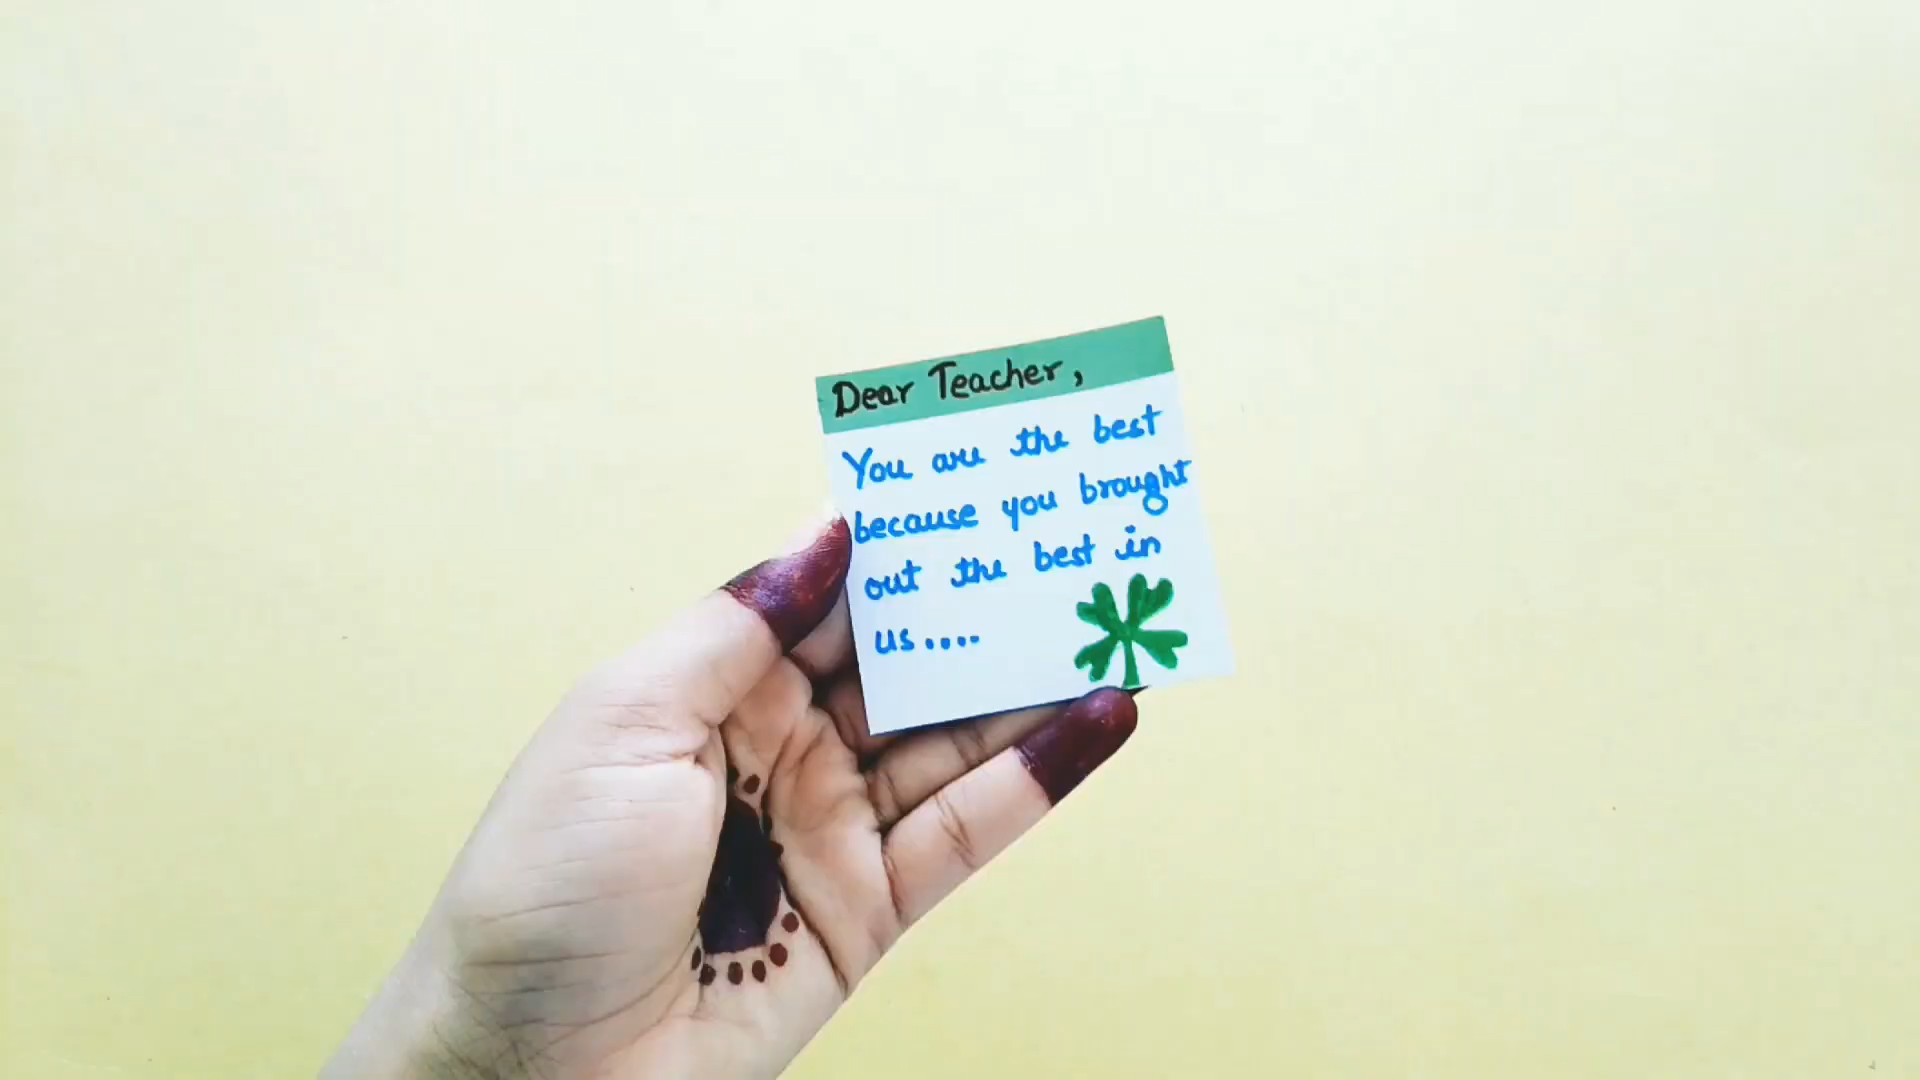 Dear Teacher,
You are the best
because you brought
out the best in
us....